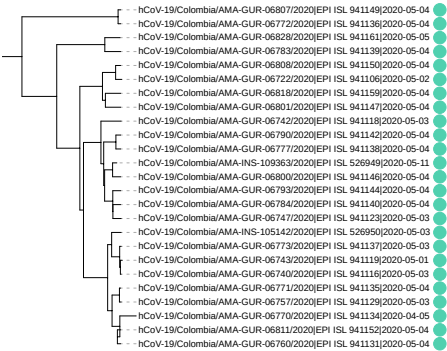 hCoV-19/Colombia/AMA-GUR-06807/2020|EPI ISL 941149|2020-05-04
hCoV-19/Colombia/AMA-GUR-06772/2020|EPI ISL 941136|2020-05-04
hCoV-19/Colombia/AMA-GUR-06828/2020|EPI ISL 941161|2020-05-05
hCoV-19/Colombia/AMA-GUR-06783/2020|EPI ISL 941139|2020-05-04
hCoV-19/Colombia/AMA-GUR-06808/2020|EPI ISL 941150|2020-05-04
hCoV-19/Colombia/AMA-GUR-06722/2020|EPI ISL 941106|2020-05-02
hCoV-19/Colombia/AMA-GUR-06818/2020|EPI ISL 941159|2020-05-04
hCoV-19/Colombia/AMA-GUR-06801/2020|EPI ISL 941147|2020-05-04
hCoV-19/Colombia/AMA-GUR-06742/2020|EPI ISL 941118|2020-05-03
hCoV-19/Colombia/AMA-GUR-06790/2020|EPI ISL 941142|2020-05-04
hCoV-19/Colombia/AMA-GUR-06777/2020|EPI ISL 941138|2020-05-04
hCoV-19/Colombia/AMA-INS-109363/2020|EPI ISL 526949|2020-05-11
hCoV-19/Colombia/AMA-GUR-06800/2020|EPI ISL 941146|2020-05-04
hCoV-19/Colombia/AMA-GUR-06793/2020|EPI ISL 941144|2020-05-04
hCoV-19/Colombia/AMA-GUR-06784/2020|EPI ISL 941140|2020-05-04
hCoV-19/Colombia/AMA-GUR-06747/2020|EPI ISL 941123|2020-05-03
hCoV-19/Colombia/AMA-INS-105142/2020|EPI ISL 526950|2020-05-03
hCoV-19/Colombia/AMA-GUR-06773/2020|EPI ISL 941137|2020-05-03
hCoV-19/Colombia/AMA-GUR-06743/2020|EPI ISL 941119|2020-05-01
hCoV-19/Colombia/AMA-GUR-06740/2020|EPI ISL 941116|2020-05-03
hCoV-19/Colombia/AMA-GUR-06771/2020|EPI ISL 941135|2020-05-04
hCoV-19/Colombia/AMA-GUR-06757/2020|EPI ISL 941129|2020-05-03
hCoV-19/Colombia/AMA-GUR-06770/2020|EPI ISL 941134|2020-04-05
hCoV-19/Colombia/AMA-GUR-06811/2020|EPI ISL 941152|2020-05-04
hCoV-19/Colombia/AMA-GUR-06760/2020|EPI ISL 941131|2020-05-04